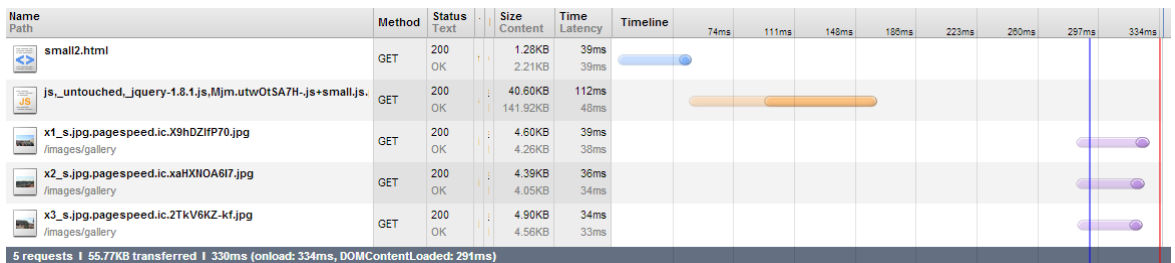 Name Method Status Size Time Timeline
Path Text Content Latency 74ms 111ms 148ms 186ms 223ms 260ms 297ms 334ms
small2.html GET 200 1.28KB 39ms
OK 2.21KB 39ms
js,_untouched,_jquery-1.8.1.js,Mjm.utwOtSA7H-.js+small.js. GET 200 40.60KB 112ms
JS OK 141.92KB 48ms
x1_s.jpg.pagespeed.ic.X9hDZIfP70.jpg GET 200 4.60KB 39ms
/images/gallery OK 4.26KB 38ms
x2_s.jpg.pagespeed.ic.xaHXNOA6I7.jpg GET 200 4.39KB 36ms
/images/gallery OK 4.05KB 34ms
x3_s.jpg.pagespeed.ic.2TkV6KZ-kf.jpg GET 200 4.90KB 34ms
/images/gallery OK 4.56KB 33ms
5 requests I 55.77KB transferred I 330ms (onload: 334ms, DOMContentLoaded: 291ms)